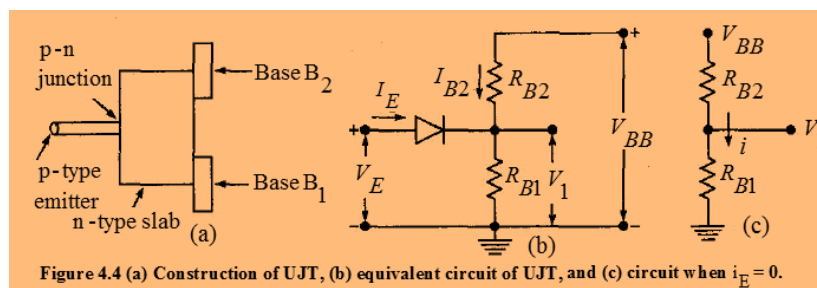 p-n
junction
Base B2
p-type
emitter
n-type slab
Base B1
(a)
IE
IB2
RB2
+
+
VE
RB1
V1
VBB
−
−
(b)
VBB
RB2
V
i
RB1
(c)
Figure 4.4 (a) Construction of UJT, (b) equivalent circuit of UJT, and (c) circuit when iE = 0.